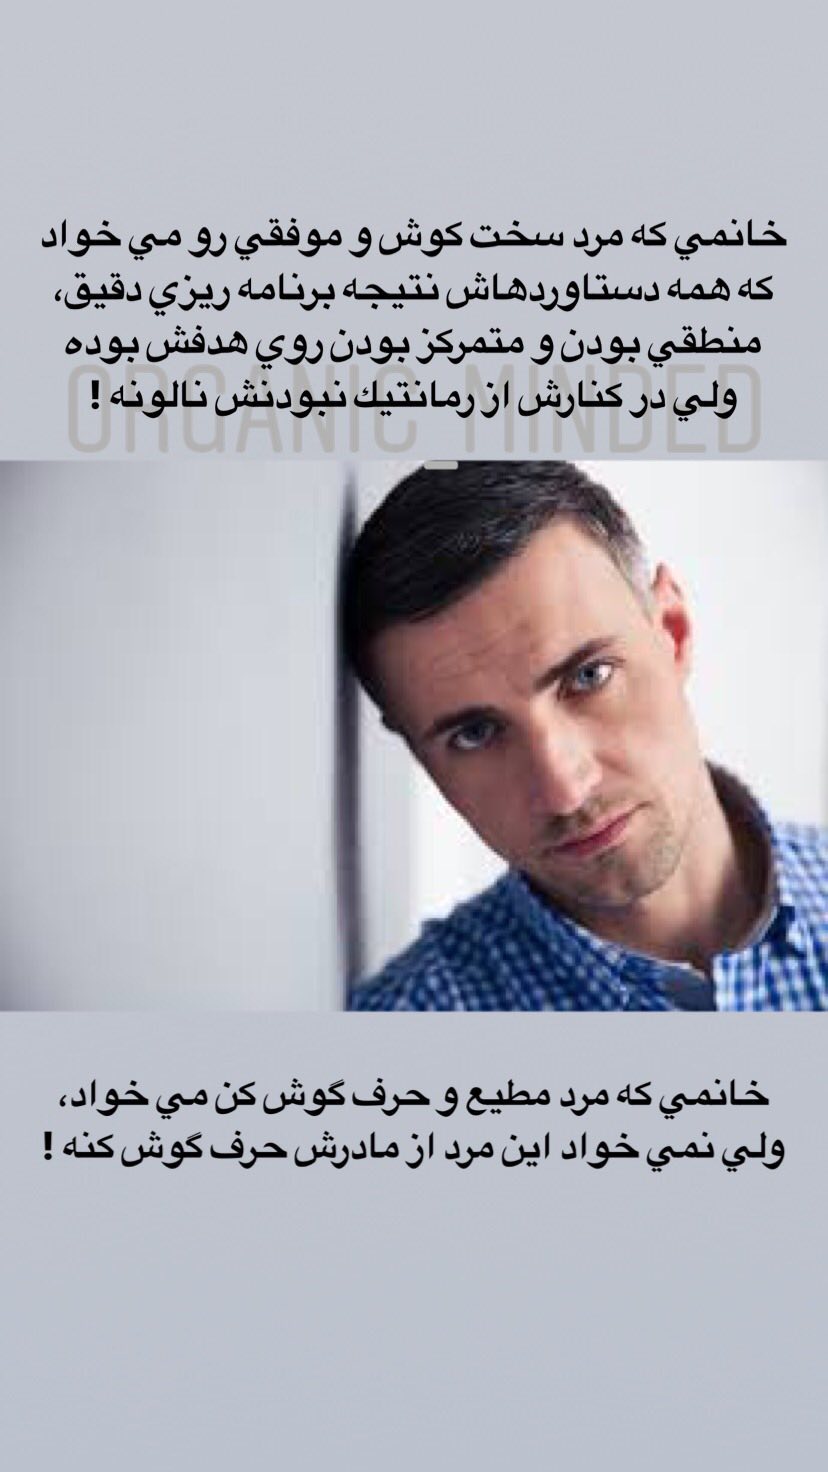 خانمي که مرد سخت کوش و موفقي رو مي خواد
که همه دستاوردهاش نتيجه برنامه ريزي دقيق،
منطقي بودن و متمرکز بودن روي هدفش بوده
ولي در کنارش از رمانتيك نبودنش نالونه !
ORGANIC MINDED
خانمي که مرد مطيع و حرف گوش کن مي خواد،
ولي نمي خواد اين مرد از مادرش حرف گوش کنه !